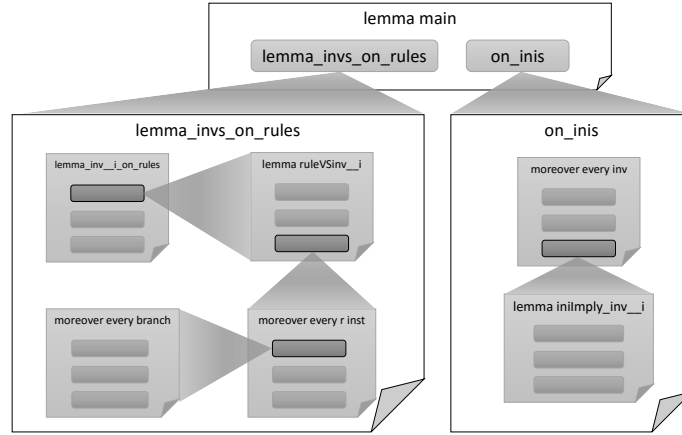 lemma main
lemma_invs_on_rules
on_inis
lemma_invs_on_rules
lemma_inv__i_on_rules
lemma ruleVSinv__i
moreover every branch
moreover every r inst
on_inis
moreover every inv
lemma iniImply_inv__i